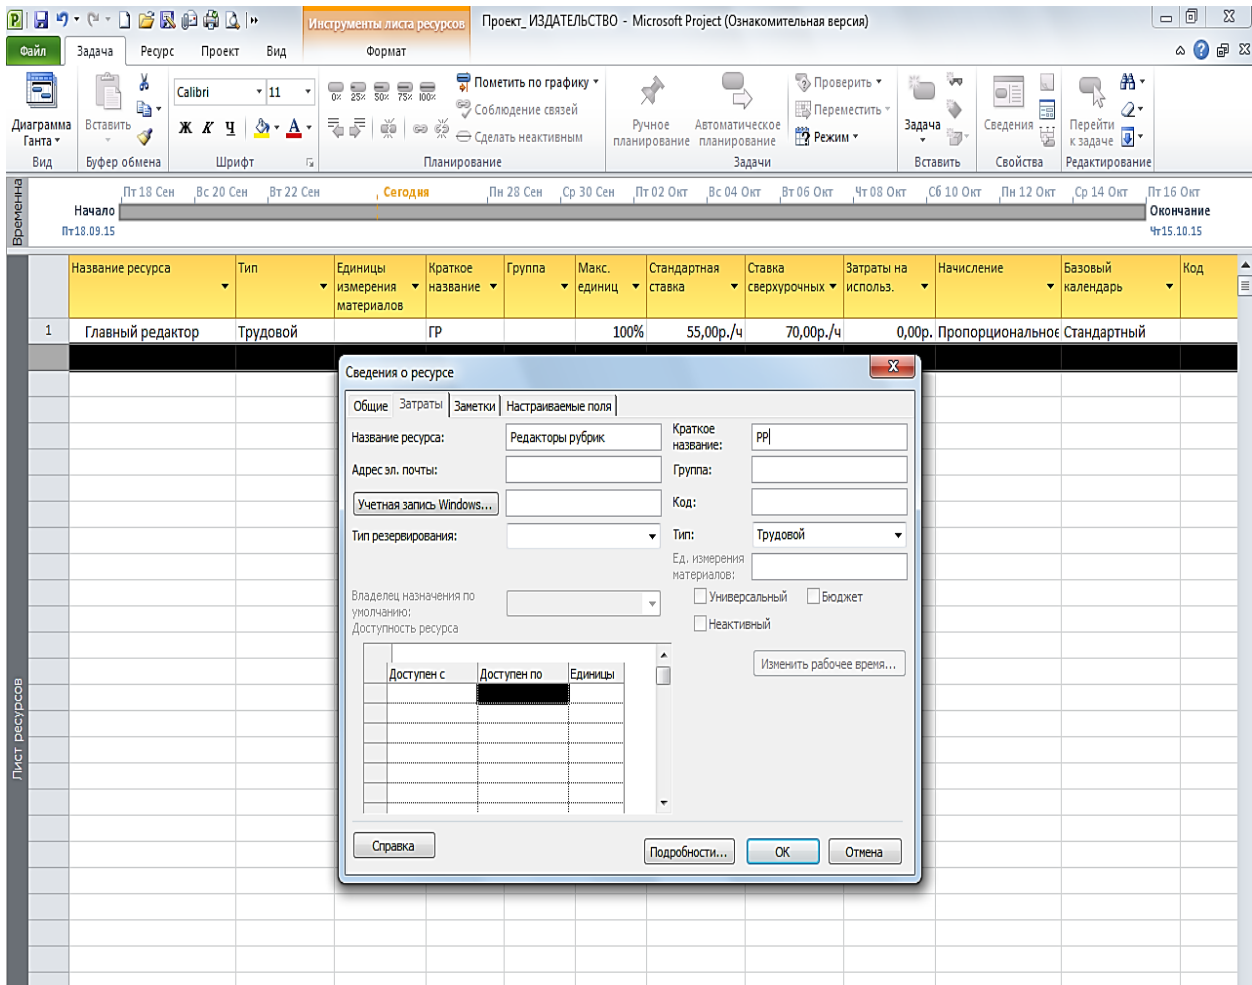 Инструменты листа ресурсов
Проект_ ИЗДАТЕЛЬСТВО - Microsoft Project (Ознакомительная версия)
Файл Задача Ресурс Проект Вид Формат
Диаграмма Ганта
Вставить
Calibri 11
Ж К Ч
0% 25% 50% 75% 100%
Пометить по графику
Соблюдение связей
Сделать неактивным
Ручное планирование
Автоматическое планирование
Проверить
Переместить
Режим
Задача
Сведения
Перейти к задаче
Вид Буфер обмена Шрифт Планирование Задачи Вставить Свойства Редактирование
Временна
Пт 18 Сен Вс 20 Сен Вт 22 Сен Сегодня Пн 28 Сен Ср 30 Сен Пт 02 Окт Вс 04 Окт Вт 06 Окт Чт 08 Окт Сб 10 Окт Пн 12 Окт Ср 14 Окт Пт 16 Окт
Начало
Пт18.09.15
Окончание
Чт15.10.15
Название ресурса Тип Единицы измерения материалов Краткое название Группа Макс. единиц Стандартная ставка Ставка сверхурочных Затраты на использ. Начисление Базовый календарь Код
1 Главный редактор Трудовой ГР 100% 55,00р./ч 70,00р./ч 0,00р. Пропорциональное Стандартный
Лист ресурсов
Сведения о ресурсе
Общие Затраты Заметки Настраиваемые поля
Название ресурса: Редакторы рубрик Краткое название: РР
Адрес эл. почты: Группа:
Учетная запись Windows... Код:
Тип резервирования: Тип: Трудовой
Ед. измерения материалов:
Владелец назначения по умолчанию:
Универсальный Бюджет
Неактивный
Доступность ресурса
Изменить рабочее время...
Доступен с Доступен по Единицы
Справка Подробности... ОК Отмена